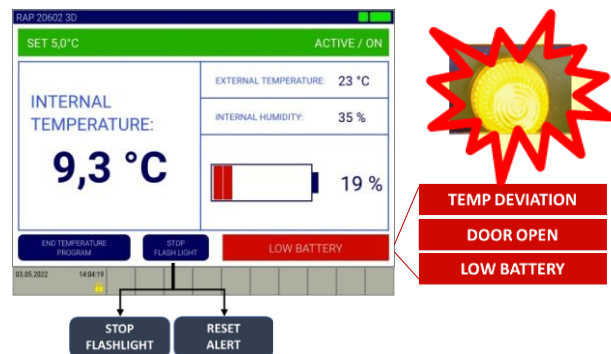 RAP 20602 3D
SET 5,0°C
ACTIVE / ON
INTERNAL
TEMPERATURE:
9,3 °C
EXTERNAL TEMPERATURE: 23 °C
INTERNAL HUMIDITY: 35 %
19 %
END TEMPERATURE
PROGRAM
STOP
FLASH LIGHT
LOW BATTERY
03.05.2022 14:04:19
TEMP DEVIATION
DOOR OPEN
LOW BATTERY
STOP
FLASHLIGHT
RESET
ALERT